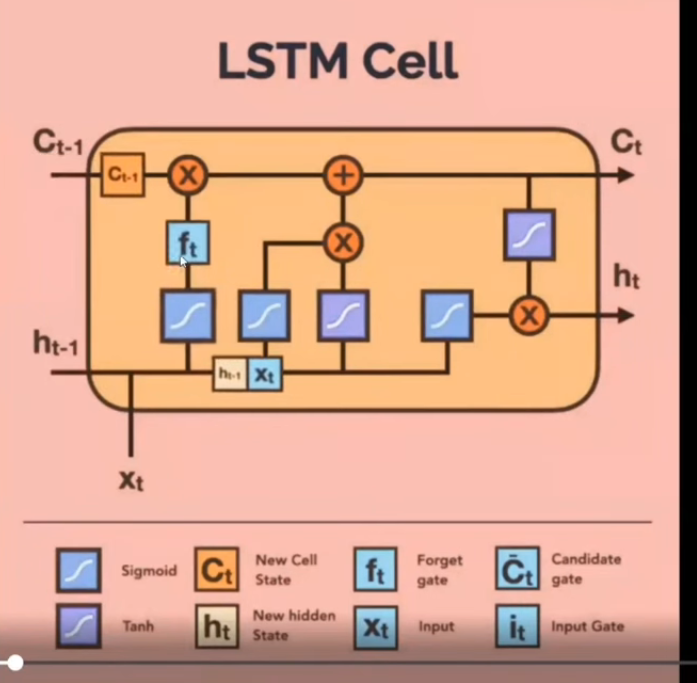 LSTM Cell
Ct-1
Ct
Ct-1
X
+
ft
X
ht
ht-1
X
ht-1 Xt
Xt
Sigmoid
Ct
New Cell
State
ft
Forget
gate
C̄t
Candidate
gate
Tanh
ht
New hidden
State
Xt
Input
it
Input Gate